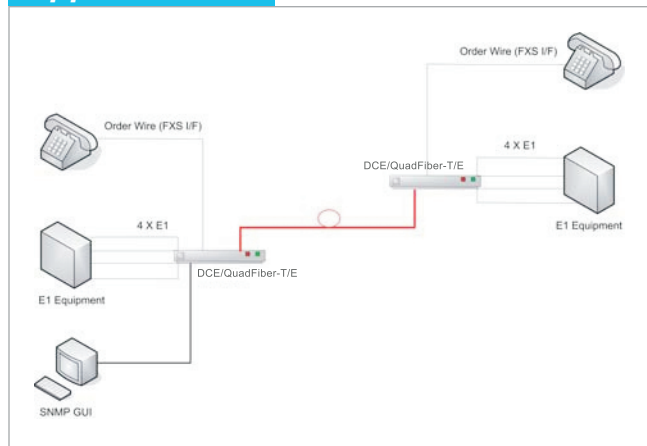 Order Wire (FXS I/F)
Order Wire (FXS I/F)
4 X E1
DCE/QuadFiber-T/E
E1 Equipment
4 X E1
DCE/QuadFiber-T/E
E1 Equipment
SNMP GUI